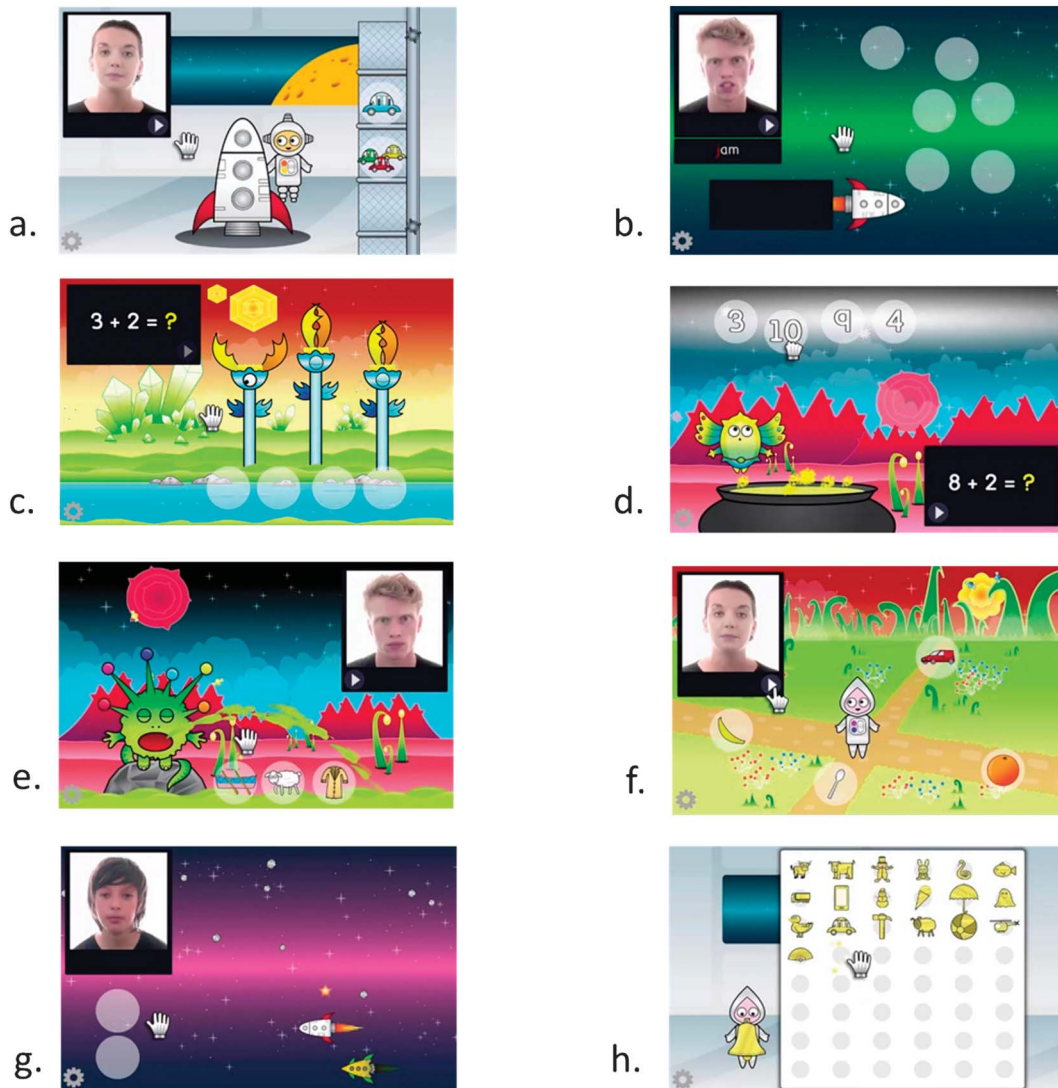 a.
b.
jam
c.
3 + 2 = ?
d.
3 10 9 4
8 + 2 = ?
e.
f.
g.
h.